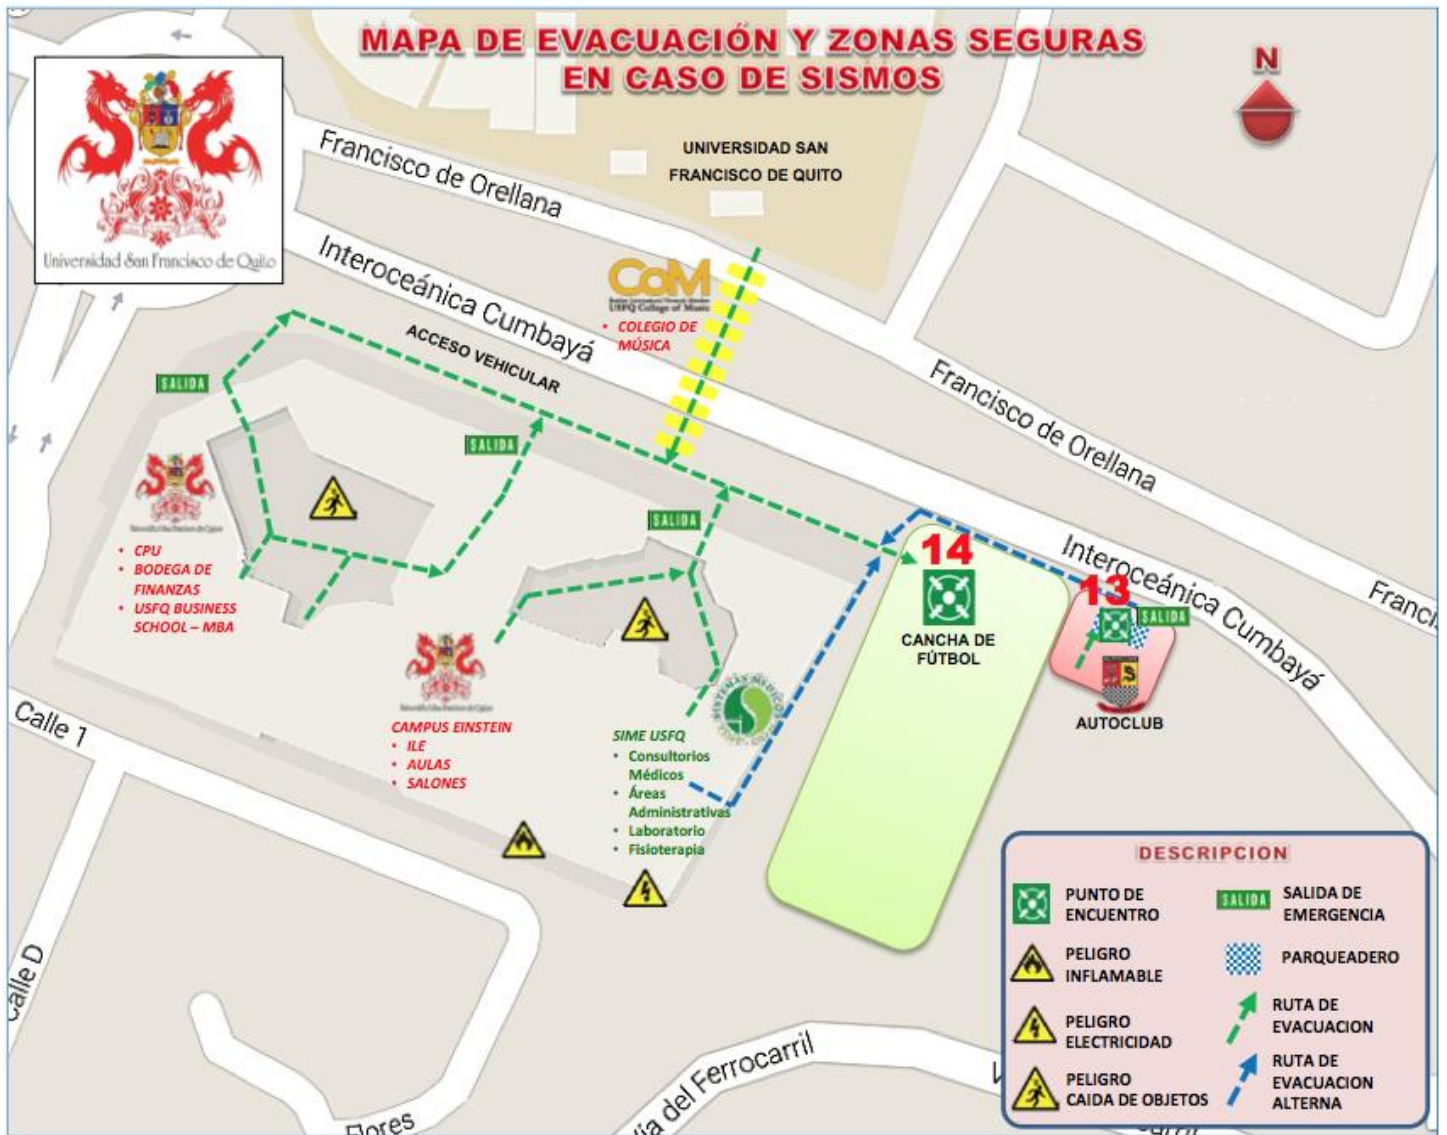 MAPA DE EVACUACIÓN Y ZONAS SEGURAS
EN CASO DE SISMOS
N
Universidad San Francisco de Quito
UNIVERSIDAD SAN
FRANCISCO DE QUITO
Francisco de Orellana
Interoceánica Cumbayá
ACCESO VEHICULAR
CoM
USFQ College of Music
• COLEGIO DE
MÚSICA
Francisco de Orellana
SALIDA
SALIDA
SALIDA
• CPU
• BODEGA DE
FINANZAS
• USFQ BUSINESS
SCHOOL – MBA
14
CANCHA DE
FÚTBOL
Interoceánica Cumbayá
Francis
13
SALIDA
AUTOCLUB
CAMPUS EINSTEIN
• ILE
• AULAS
• SALONES
SIME USFQ
• Consultorios
Médicos
• Áreas
Administrativas
• Laboratorio
• Fisioterapia
SISTEMAS MÉDICOS
Calle 1
Calle D
Flores
Vía del Ferrocarril
DESCRIPCION
PUNTO DE
ENCUENTRO
SALIDA
SALIDA DE
EMERGENCIA
PELIGRO
INFLAMABLE
PARQUEADERO
PELIGRO
ELECTRICIDAD
RUTA DE
EVACUACION
PELIGRO
CAIDA DE OBJETOS
RUTA DE
EVACUACION
ALTERNA